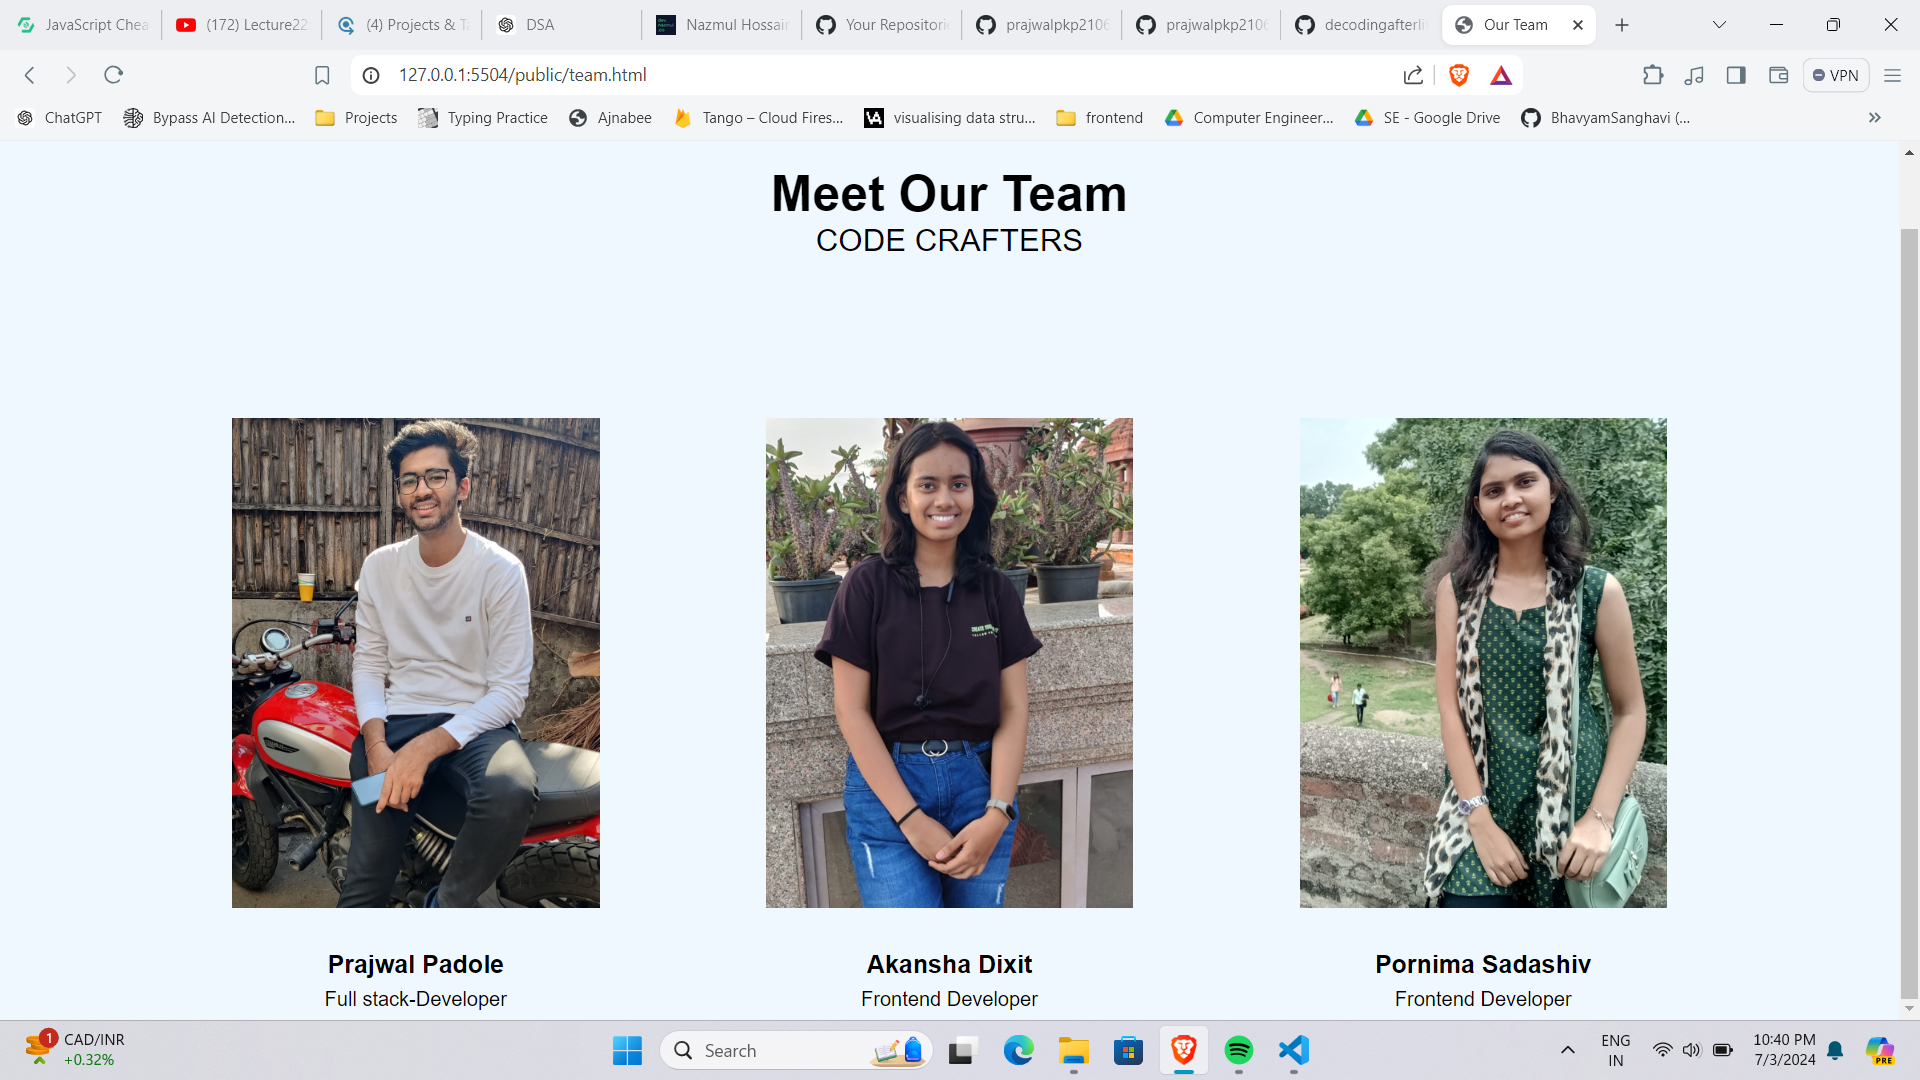 JavaScript Chea
(172) Lecture22
(4) Projects & Ta
DSA
Nazmul Hossain
Your Repositorie
prajwalpkp2106
prajwalpkp2106
decodingafterli
Our Team
127.0.0.1:5504/public/team.html
VPN
ChatGPT
Bypass AI Detection...
Projects
Typing Practice
Ajnabee
Tango – Cloud Fires...
visualising data stru...
frontend
Computer Engineer...
SE - Google Drive
BhavyamSanghavi (...
Meet Our Team
CODE CRAFTERS
Prajwal Padole
Full stack-Developer
Akansha Dixit
Frontend Developer
Pornima Sadashiv
Frontend Developer
1
CAD/INR
+0.32%
Search
PRE
ENG
IN
10:40 PM
7/3/2024